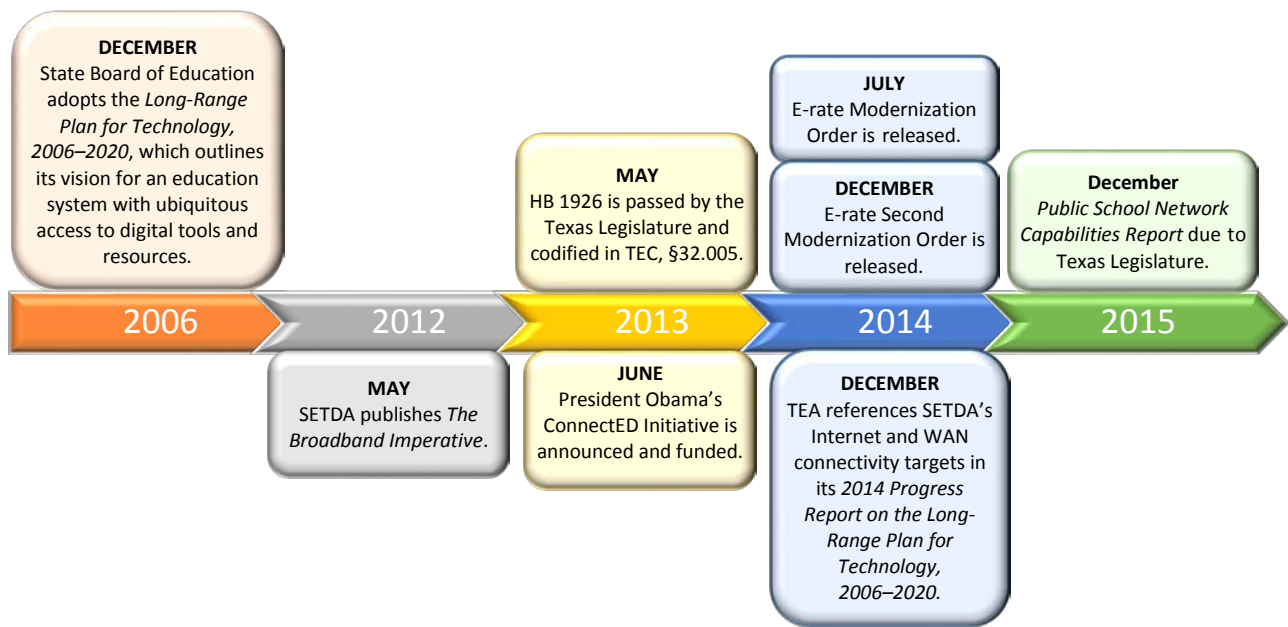 DECEMBER
State Board of Education
adopts the Long-Range
Plan for Technology,
2006–2020, which outlines
its vision for an education
system with ubiquitous
access to digital tools and
resources.
MAY
HB 1926 is passed by the
Texas Legislature and
codified in TEC, §32.005.
JULY
E-rate Modernization
Order is released.
DECEMBER
E-rate Second
Modernization Order is
released.
December
Public School Network
Capabilities Report due to
Texas Legislature.
2006
2012
2013
2014
2015
MAY
SETDA publishes The
Broadband Imperative.
JUNE
President Obama’s
ConnectED Initiative is
announced and funded.
DECEMBER
TEA references SETDA’s
Internet and WAN
connectivity targets in
its 2014 Progress
Report on the Long-
Range Plan for
Technology,
2006–2020.